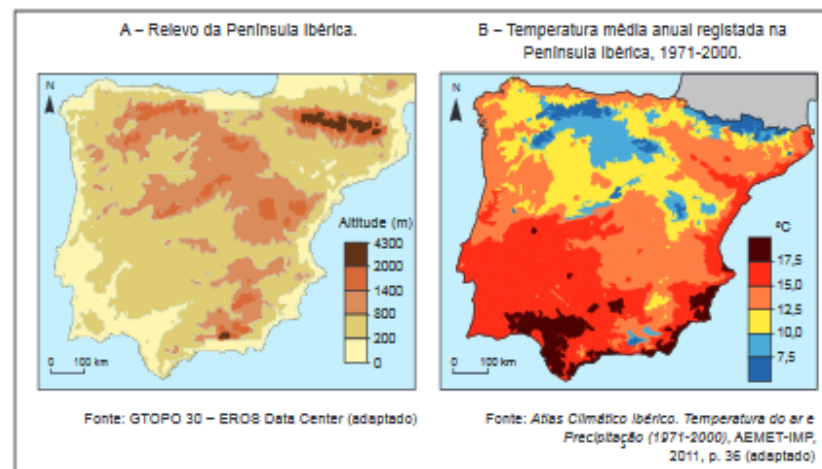 A – Relevo da Península Ibérica.
N
Altitude (m)
4300
2000
1400
800
200
0
0 100 km
Fonte: GTOPO 30 – EROS Data Center (adaptado)
B – Temperatura média anual registada na
Península Ibérica, 1971-2000.
N
ºC
17,5
15,0
12,5
10,0
7,5
0 100 km
Fonte: Atlas Climático Ibérico. Temperatura do ar e
Precipitação (1971-2000), AEMET-IMP,
2011, p. 36 (adaptado)